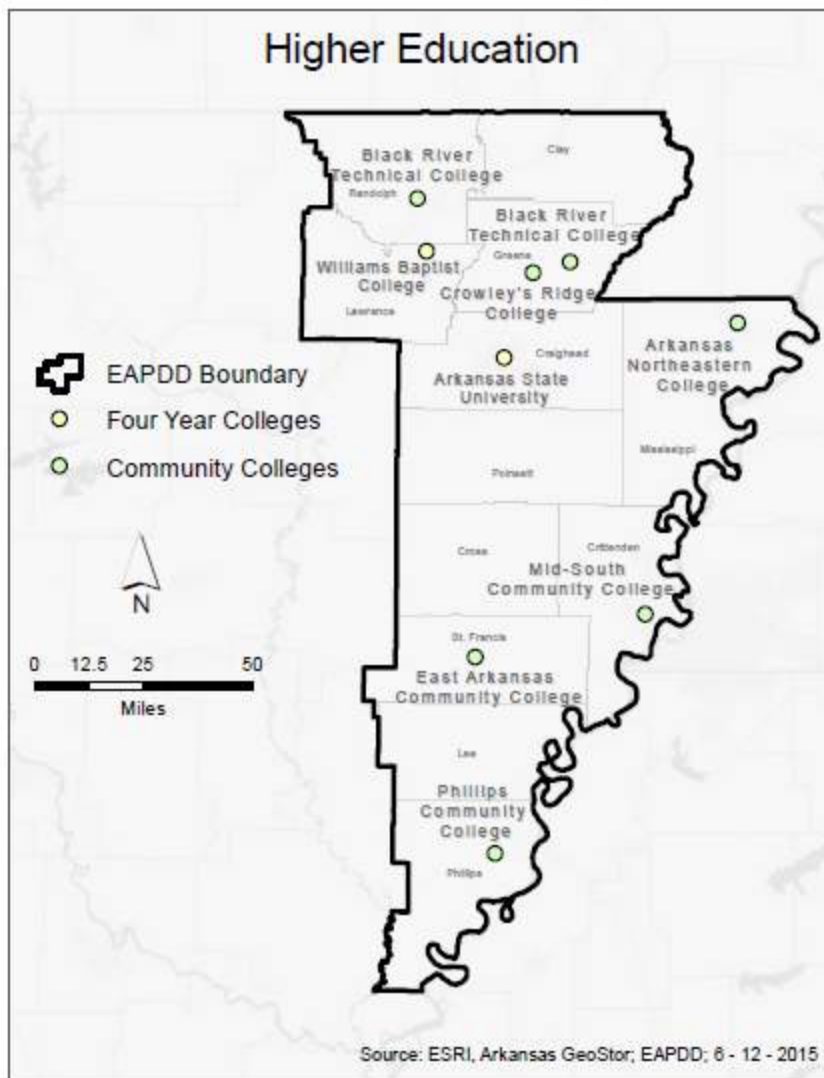 Higher Education
Clay
Black River
Technical College
Randolph
Black River
Technical College
Greene
Williams Baptist
College
Crowley's Ridge
College
Lawrence
Craighead
Arkansas State
University
Arkansas
Northeastern
College
EAPDD Boundary
Four Year Colleges
Community Colleges
Mississippi
Poinsett
Cross
Crittenden
Mid-South
Community College
N
St. Francis
0 12.5 25 50
Miles
East Arkansas
Community College
Lee
Phillips
Community
College
Phillips
Source: ESRI, Arkansas GeoStor; EAPDD; 6 - 12 - 2015